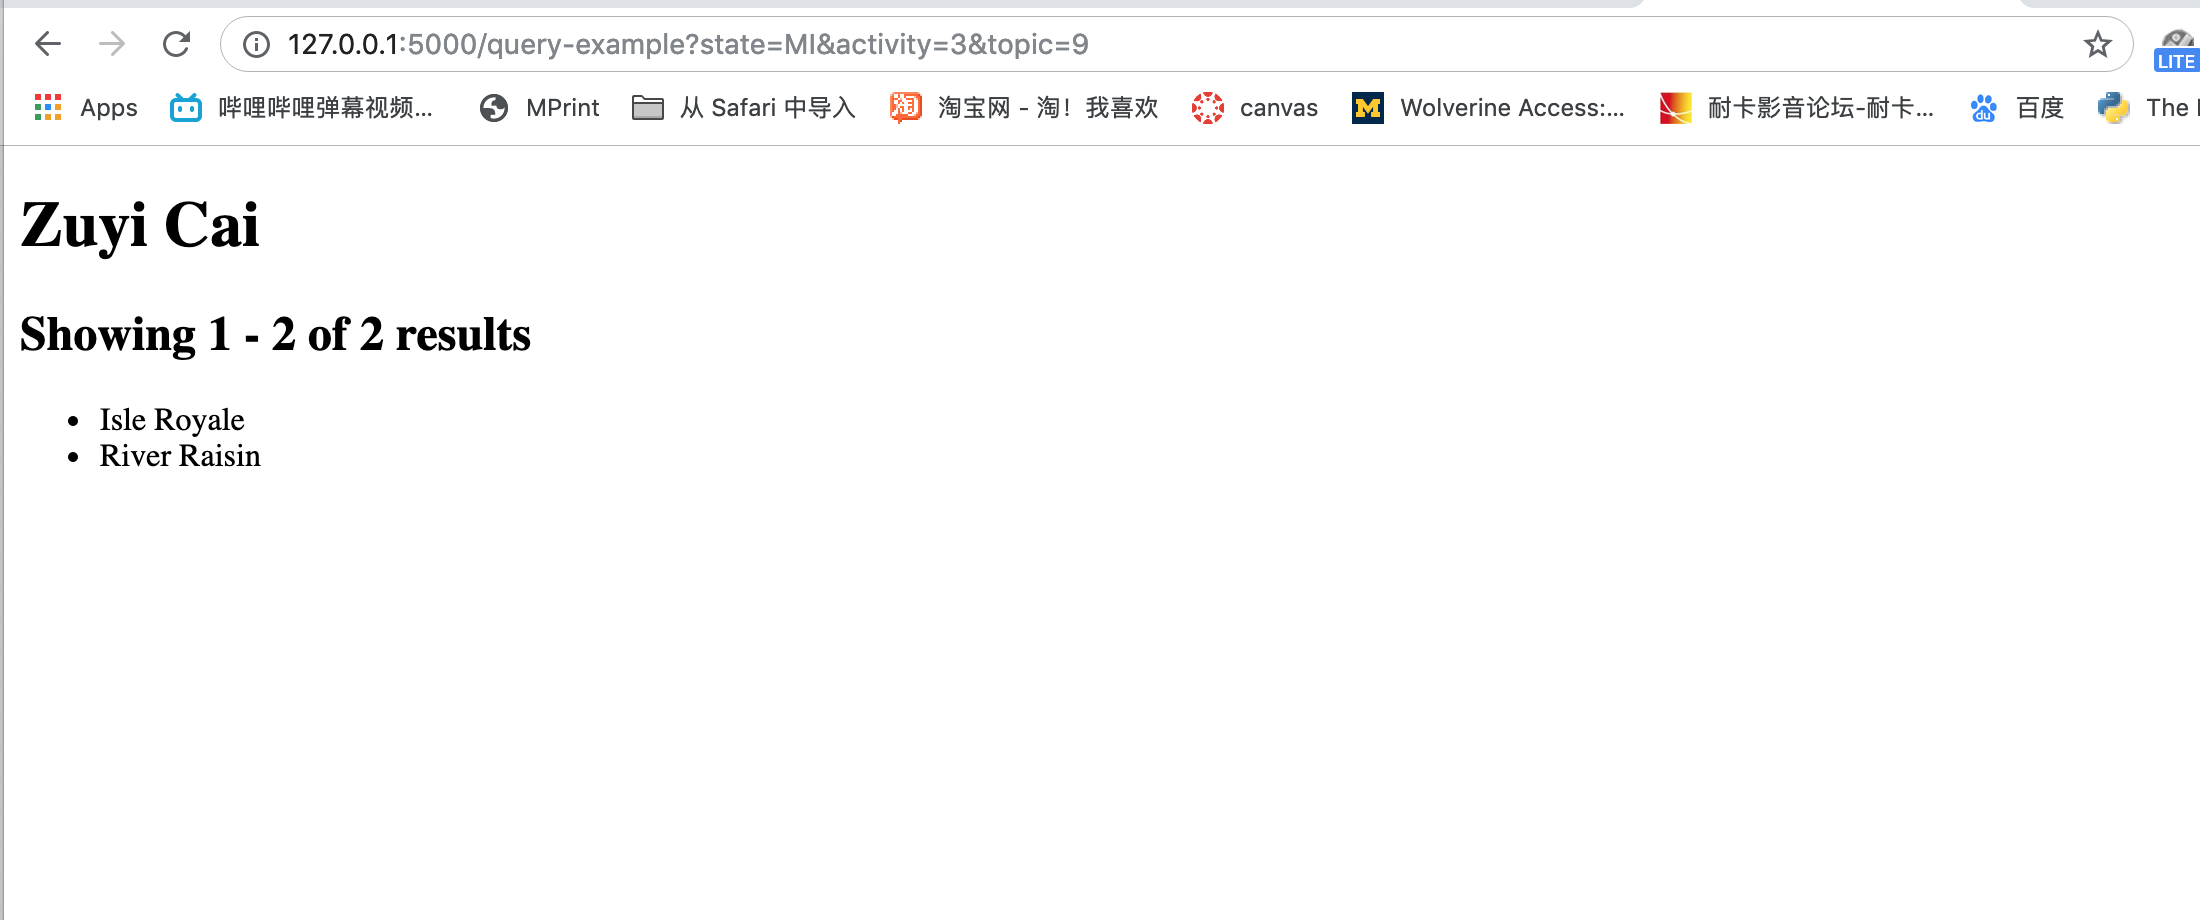 127.0.0.1:5000/query-example?state=MI&activity=3&topic=9
LITE
Apps 哔哩哔哩弹幕视频... MPrint 从 Safari 中导入 淘 淘宝网 - 淘！我喜欢 canvas M Wolverine Access:... 耐卡影音论坛-耐卡... du 百度 The
Zuyi Cai
Showing 1 - 2 of 2 results
• Isle Royale
• River Raisin